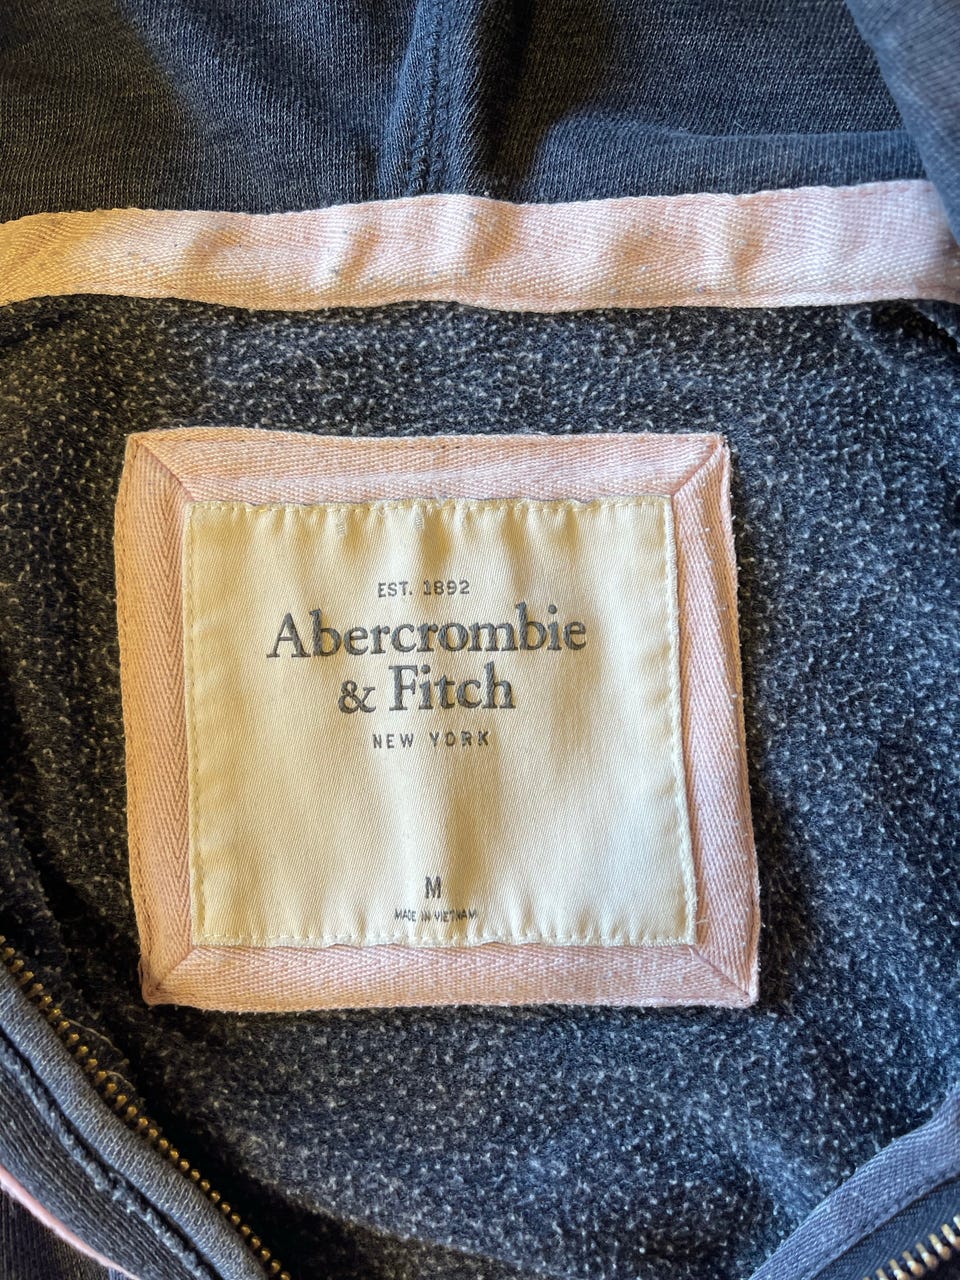 EST. 1892
Abercrombie
& Fitch
NEW YORK
M
MADE IN VIETNAM